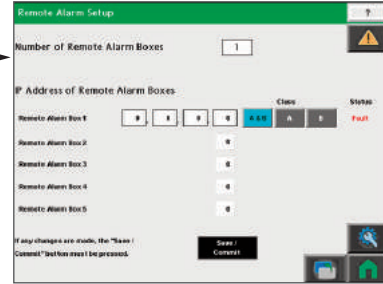 Remote Alarm Setup
?
Number of Remote Alarm Boxes
1
IP Address of Remote Alarm Boxes
Class
Status
Remote Alarm Box 1
0 . 0 . 0 . 0 A & B A B Fault
Remote Alarm Box 2 0
Remote Alarm Box 3 0
Remote Alarm Box 4 0
Remote Alarm Box 5 0
If any changes are made, the "Save /
Commit" button must be pressed.
Save /
Commit